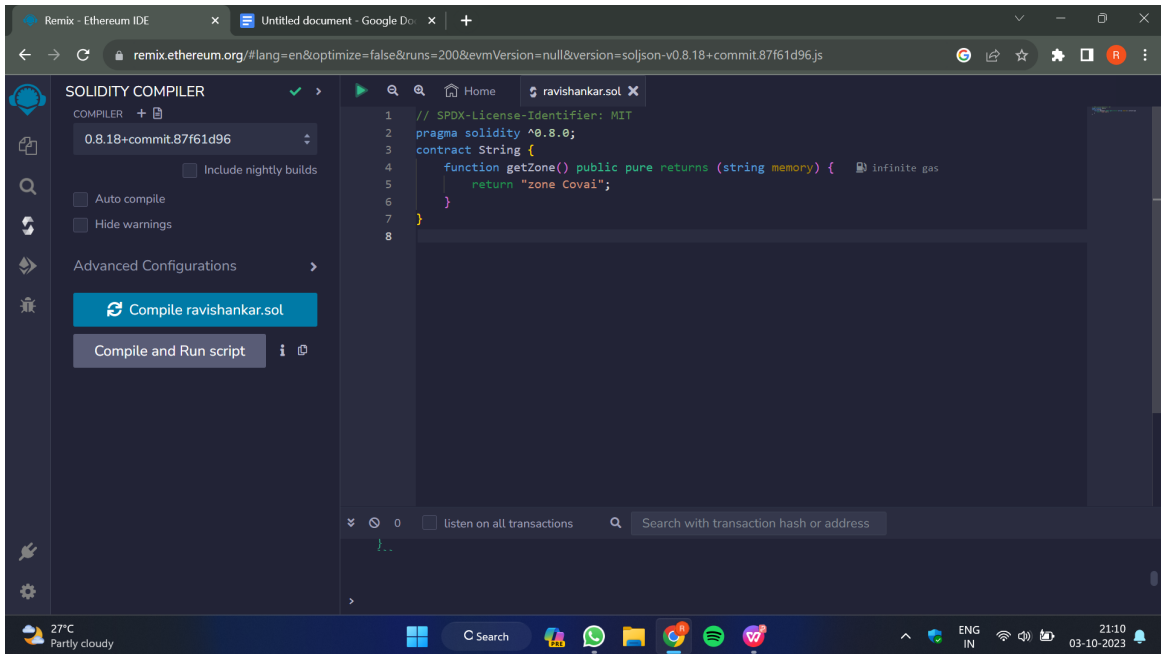 Remix - Ethereum IDE
Untitled document - Google Do
remix.ethereum.org/#lang=en&optimize=false&runs=200&evmVersion=null&version=soljson-v0.8.18+commit.87f61d96.js
R
SOLIDITY COMPILER
COMPILER
0.8.18+commit.87f61d96
Include nightly builds
Auto compile
Hide warnings
Advanced Configurations
Compile ravishankar.sol
Compile and Run script
Home
ravishankar.sol
1 // SPDX-License-Identifier: MIT
2 pragma solidity ^0.8.0;
3 contract String {
4 function getZone() public pure returns (string memory) { infinite gas
5 return "zone Covai";
6 }
7 }
8
0 listen on all transactions Search with transaction hash or address
}..
>
27°C
Partly cloudy
Search
ENG
IN
21:10
03-10-2023